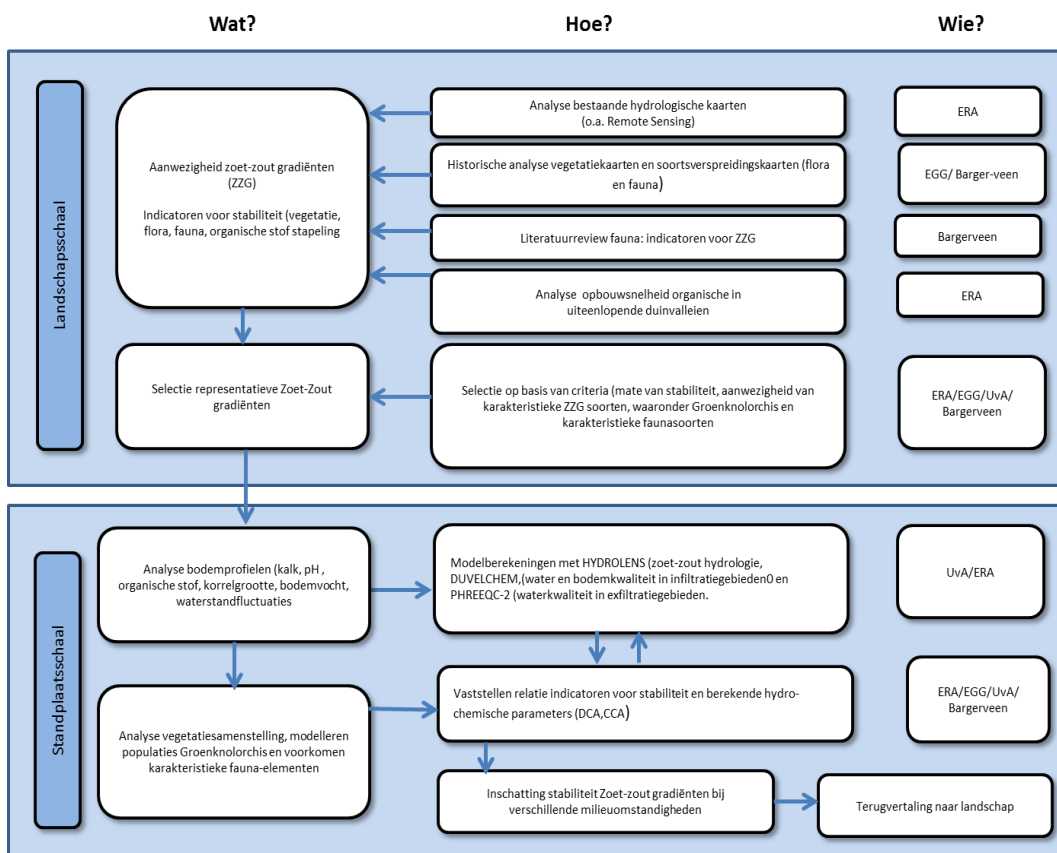 Wat?
Hoe?
Wie?
Landschapsschaal
Aanwezigheid zoet-zout gradiënten
(ZZG)
Indicatoren voor stabiliteit (vegetatie,
flora, fauna, organische stof stapeling
Analyse bestaande hydrologische kaarten
(o.a. Remote Sensing)
ERA
Historische analyse vegetatiekaarten en soortsverspreidingskaarten (flora
en fauna)
EGG/ Barger-veen
Literatuurreview fauna: indicatoren voor ZZG
Bargerveen
Analyse opbouwsnelheid organische in
uiteenlopende duinvalleien
ERA
Selectie representatieve Zoet-Zout
gradiënten
Selectie op basis van criteria (mate van stabiliteit, aanwezigheid van
karakteristieke ZZG soorten, waaronder Groenknolorchis en
karakteristieke faunasoorten
ERA/EGG/UvA/
Bargerveen
Standplaatsschaal
Analyse bodemprofielen (kalk, pH ,
organische stof, korrelgrootte, bodemvocht,
waterstandfluctuaties
Modelberekeningen met HYDROLENS (zoet-zout hydrologie,
DUVELCHEM,(water en bodemkwaliteit in infiltratiegebieden0 en
PHREEQC-2 (waterkwaliteit in exfiltratiegebieden.
UvA/ERA
Analyse vegetatiesamenstelling, modelleren
populaties Groenknolorchis en voorkomen
karakteristieke fauna-elementen
Vaststellen relatie indicatoren voor stabiliteit en berekende hydro-
chemische parameters (DCA,CCA)
ERA/EGG/UvA/
Bargerveen
Inschatting stabiliteit Zoet-zout gradiënten bij
verschillende milieuomstandigheden
Terugvertaling naar landschap